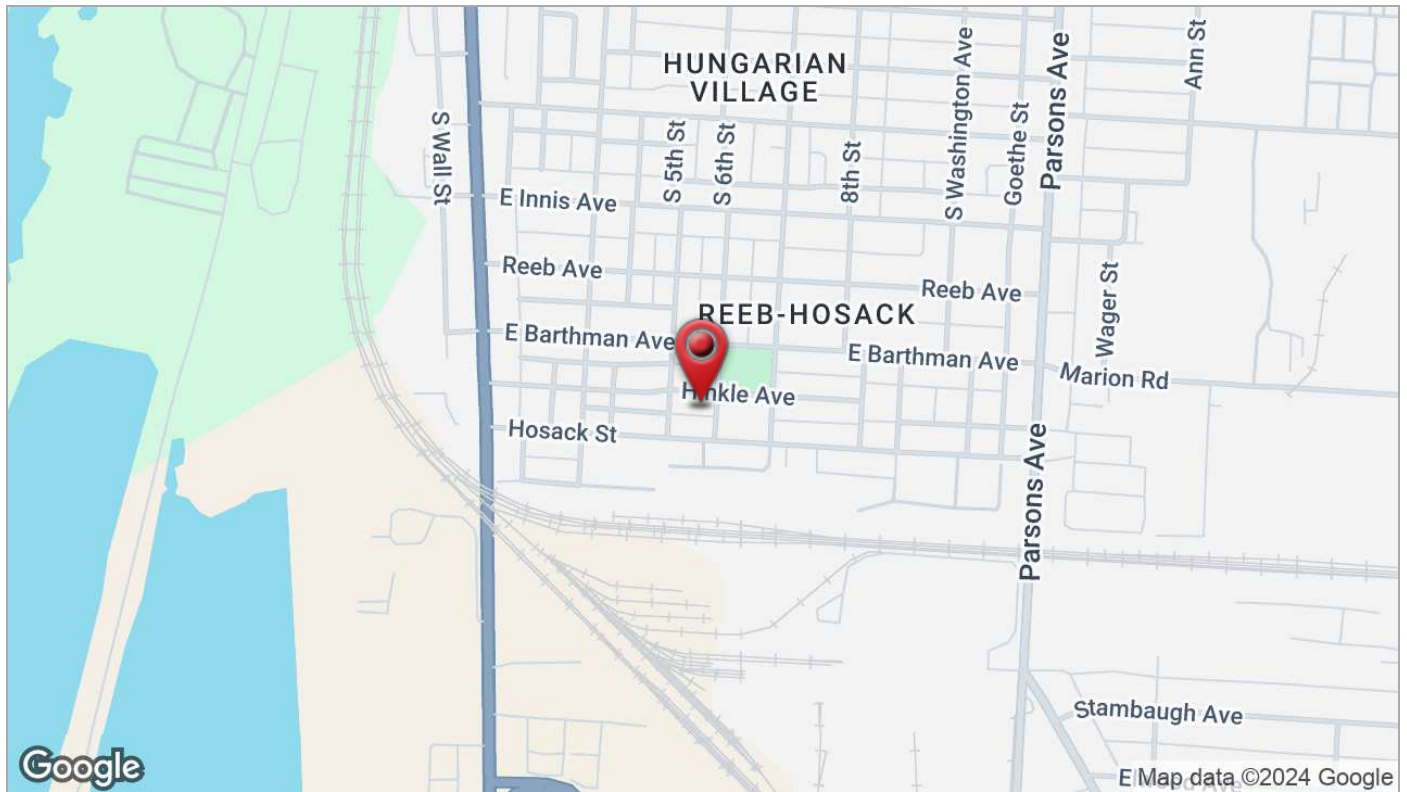 HUNGARIAN
VILLAGE
S Wall St
S 5th St
S 6th St
8th St
S Washington Ave
Goethe St
Parsons Ave
Ann St
E Innis Ave
Reeb Ave
Reeb Ave
Wager St
REEB-HOSACK
E Barthman Ave
E Barthman Ave
Marion Rd
Hinkle Ave
Hosack St
Parsons Ave
Stambaugh Ave
Google
Map data ©2024 Google